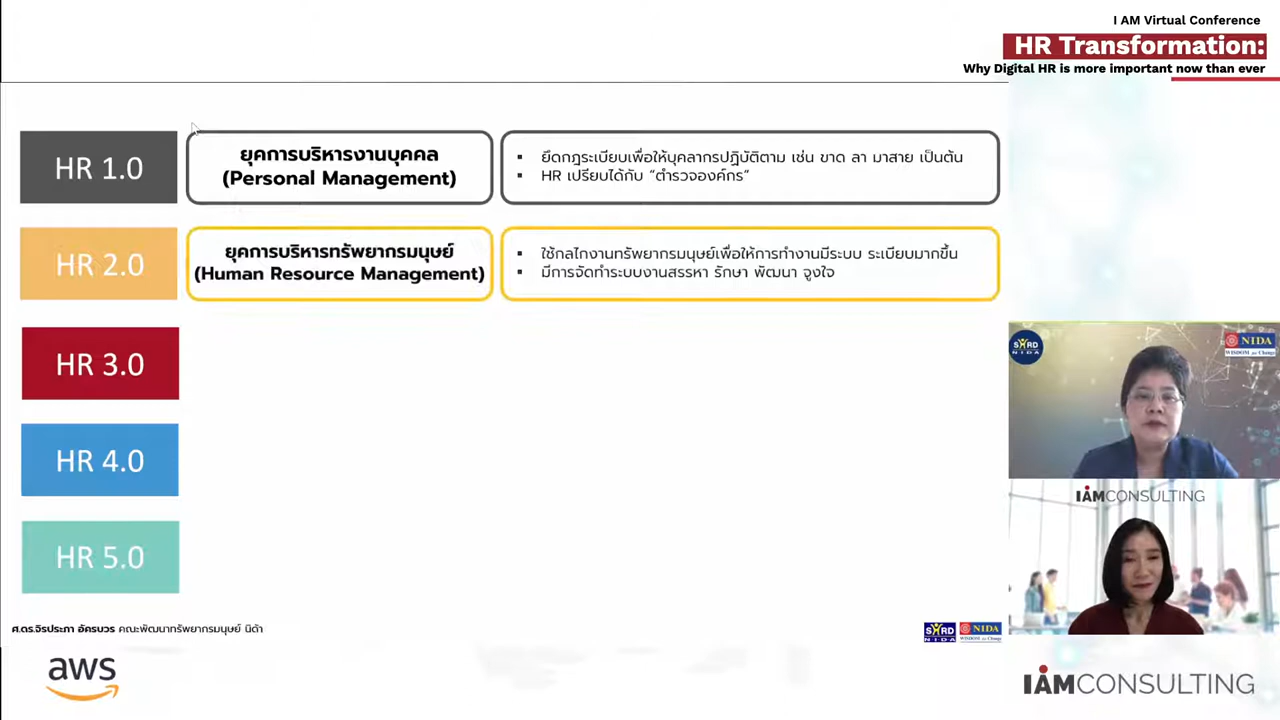 I AM Virtual Conference
HR Transformation:
Why Digital HR is more important now than ever
HR 1.0
ยุคการบริหารงานบุคคล
(Personal Management)
▪ ยึดกฎระเบียบเพื่อให้บุคลากรปฏิบัติตาม เช่น ขาด ลา มาสาย เป็นต้น
▪ HR เปรียบได้กับ “ตำรวจองค์กร”
HR 2.0
ยุคการบริหารทรัพยากรมนุษย์
(Human Resource Management)
▪ ใช้กลไกงานทรัพยากรมนุษย์เพื่อให้การทำงานมีระบบ ระเบียบมากขึ้น
▪ มีการจัดทำระบบงานสรรหา รักษา พัฒนา จูงใจ
HR 3.0
HR 4.0
HR 5.0
SHRD
NIDA
NIDA
WISDOM for Change
IAMCONSULTING
ศ.ดร.จิรประภา อัครบวร คณะพัฒนาทรัพยากรมนุษย์ นิด้า
SHRD
NIDA
NIDA
WISDOM for Change
aws
IAMCONSULTING